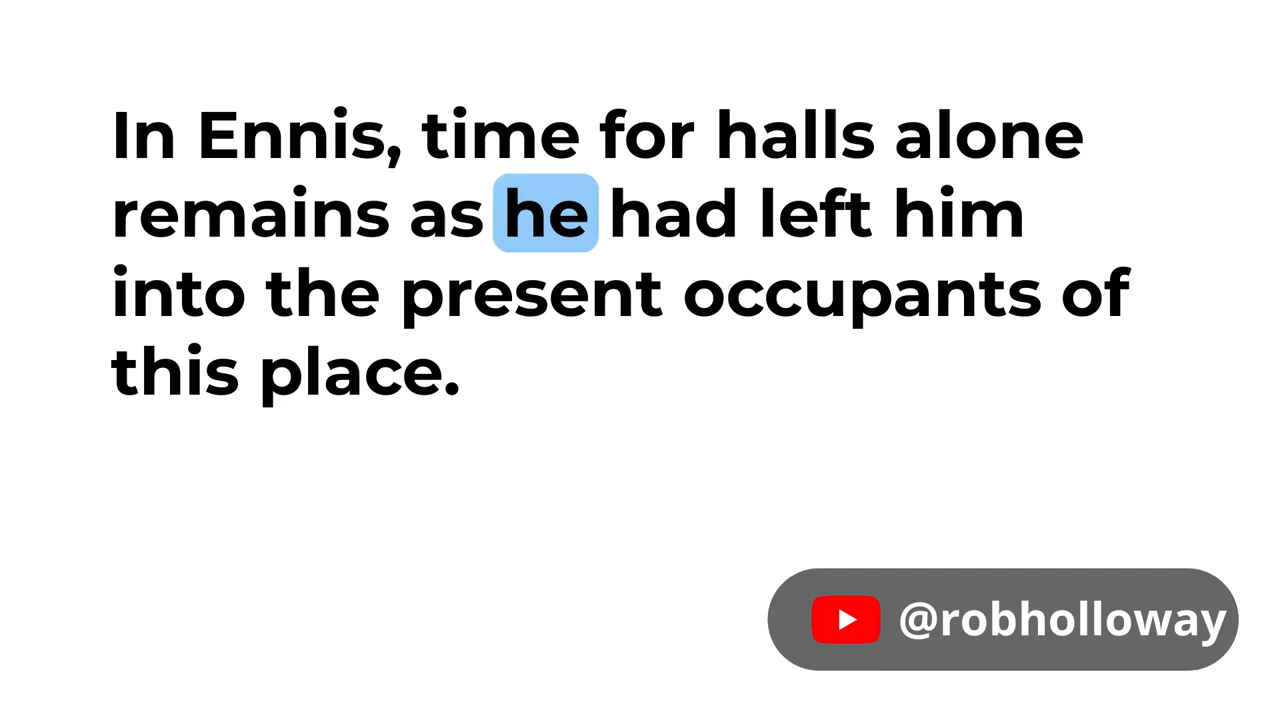 In Ennis, time for halls alone
remains as he had left him
into the present occupants of
this place.
@robholloway